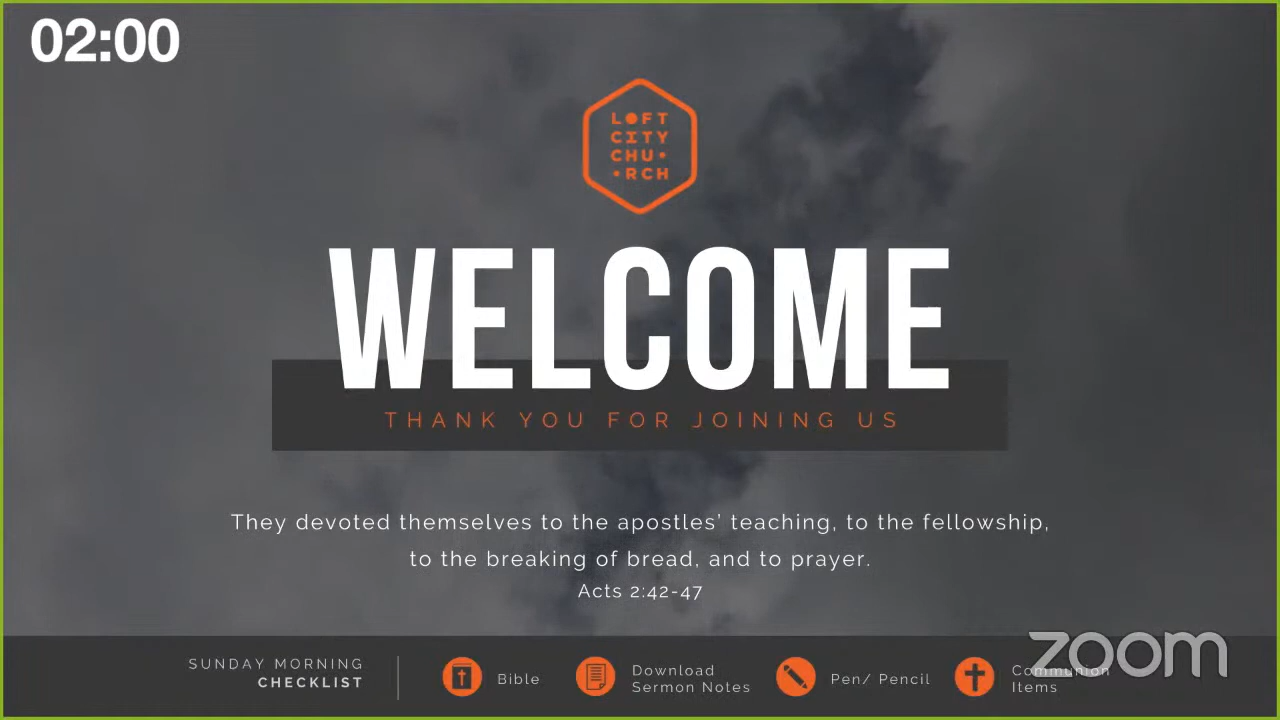 02:00
LOFT
CITY
CHU•
•RCH
WELCOME
THANK YOU FOR JOINING US
They devoted themselves to the apostles’ teaching, to the fellowship,
to the breaking of bread, and to prayer.
Acts 2:42-47
SUNDAY MORNING
CHECKLIST
Bible
Download
Sermon Notes
Pen/ Pencil
Communion
Items
zoom